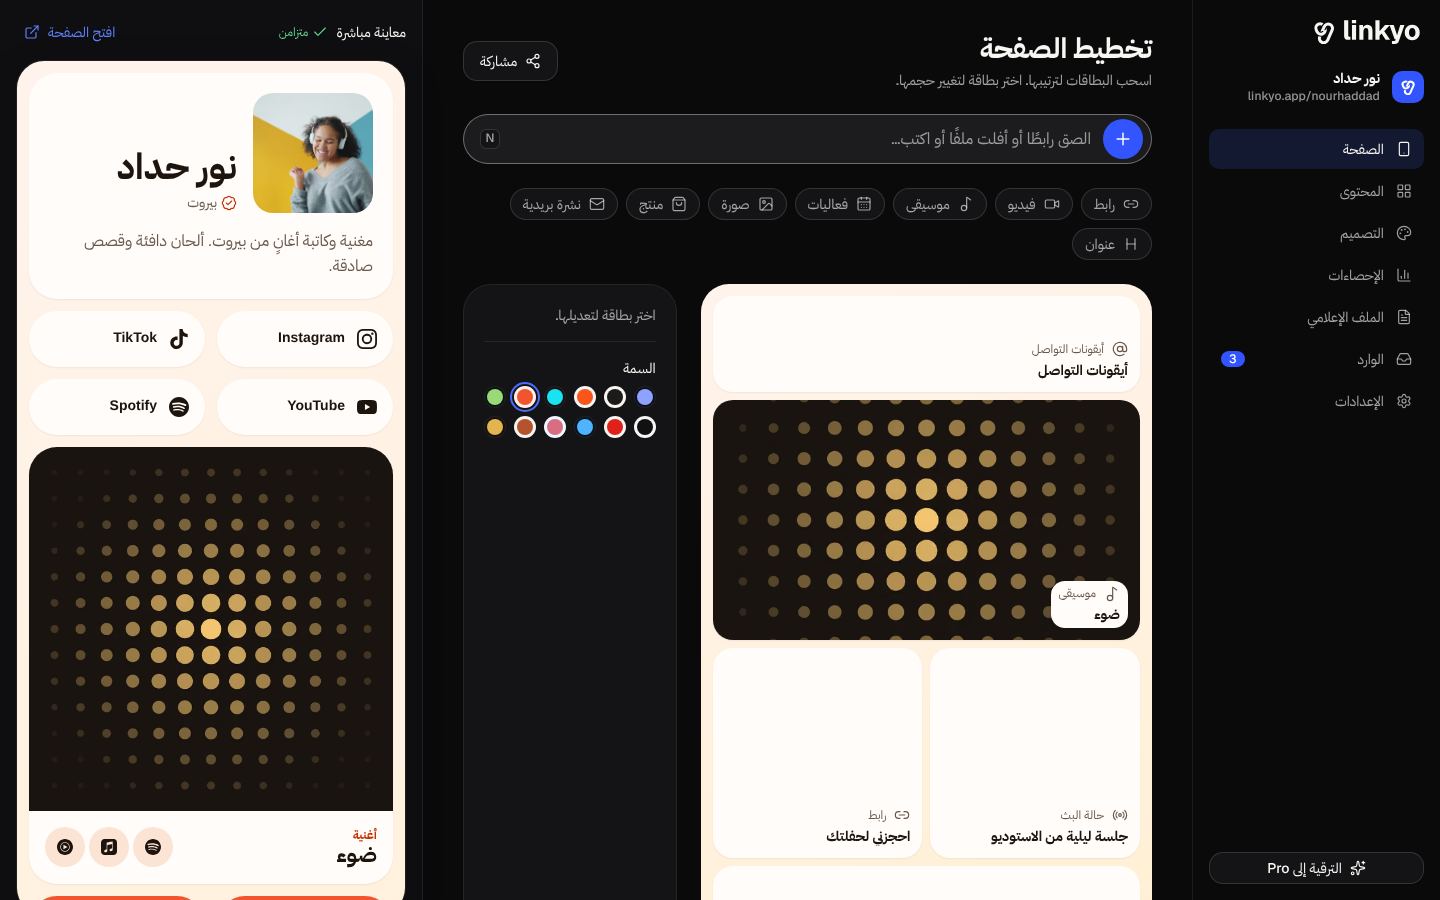 linkyo
نور حداد
linkyo.app/nourhaddad
الصفحة
المحتوى
التصميم
الإحصاءات
الملف الإعلامي
الوارد
3
الإعدادات
الترقية إلى Pro
تخطيط الصفحة
اسحب البطاقات لترتيبها. اختر بطاقة لتغيير حجمها.
مشاركة
الصق رابطًا أو أفلت ملفًا أو اكتب...
N
رابط
فيديو
موسيقى
فعاليات
صورة
منتج
نشرة بريدية
عنوان
أيقونات التواصل
أيقونات التواصل
موسيقى
ضوء
حالة البث
جلسة ليلية من الاستوديو
رابط
احجزني لحفلتك
اختر بطاقة لتعديلها.
السمة
معاينة مباشرة
متزامن
افتح الصفحة
نور حداد
بيروت
مغنية وكاتبة أغانٍ من بيروت. ألحان دافئة وقصص
صادقة.
Instagram
TikTok
YouTube
Spotify
أغنية
ضوء